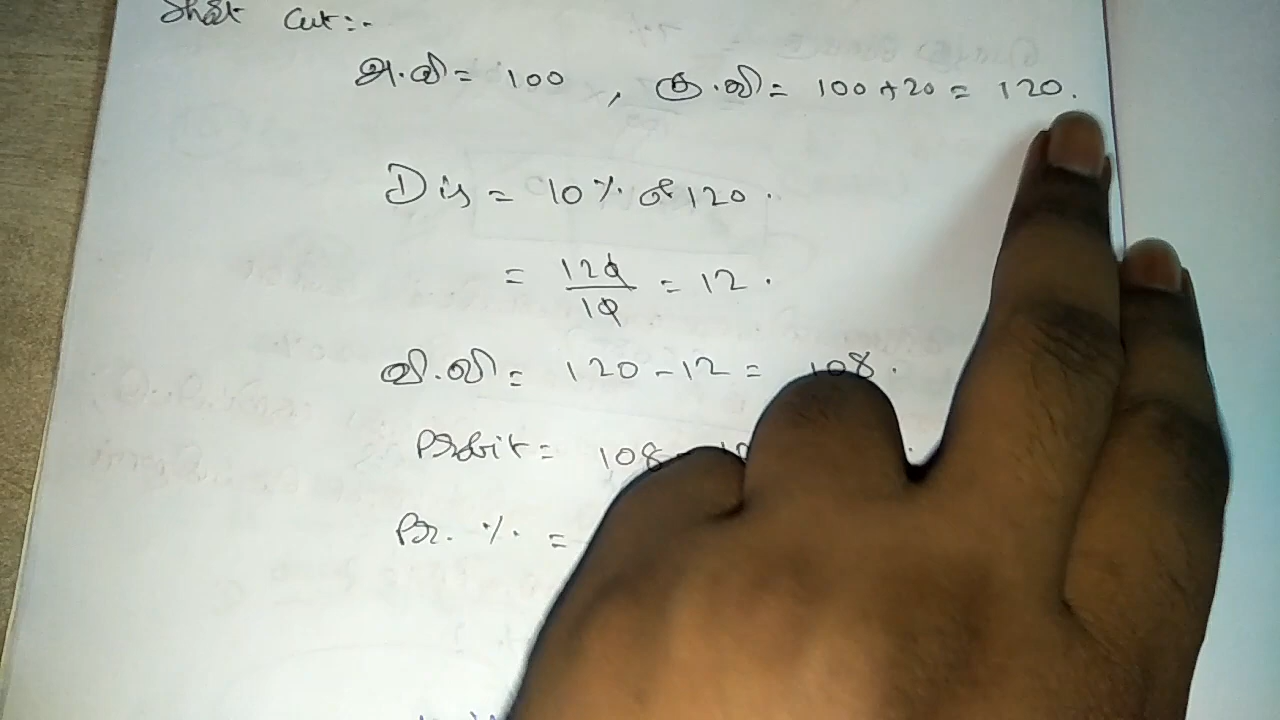 Short cut:-
அ.வி = 100 , கு.வி = 100 + 20 = 120.
Dis = 10% of 120.
= 120/10 = 12.
வி.வி = 120 - 12 = 108.
Profit = 108 - 10
Pr. % =